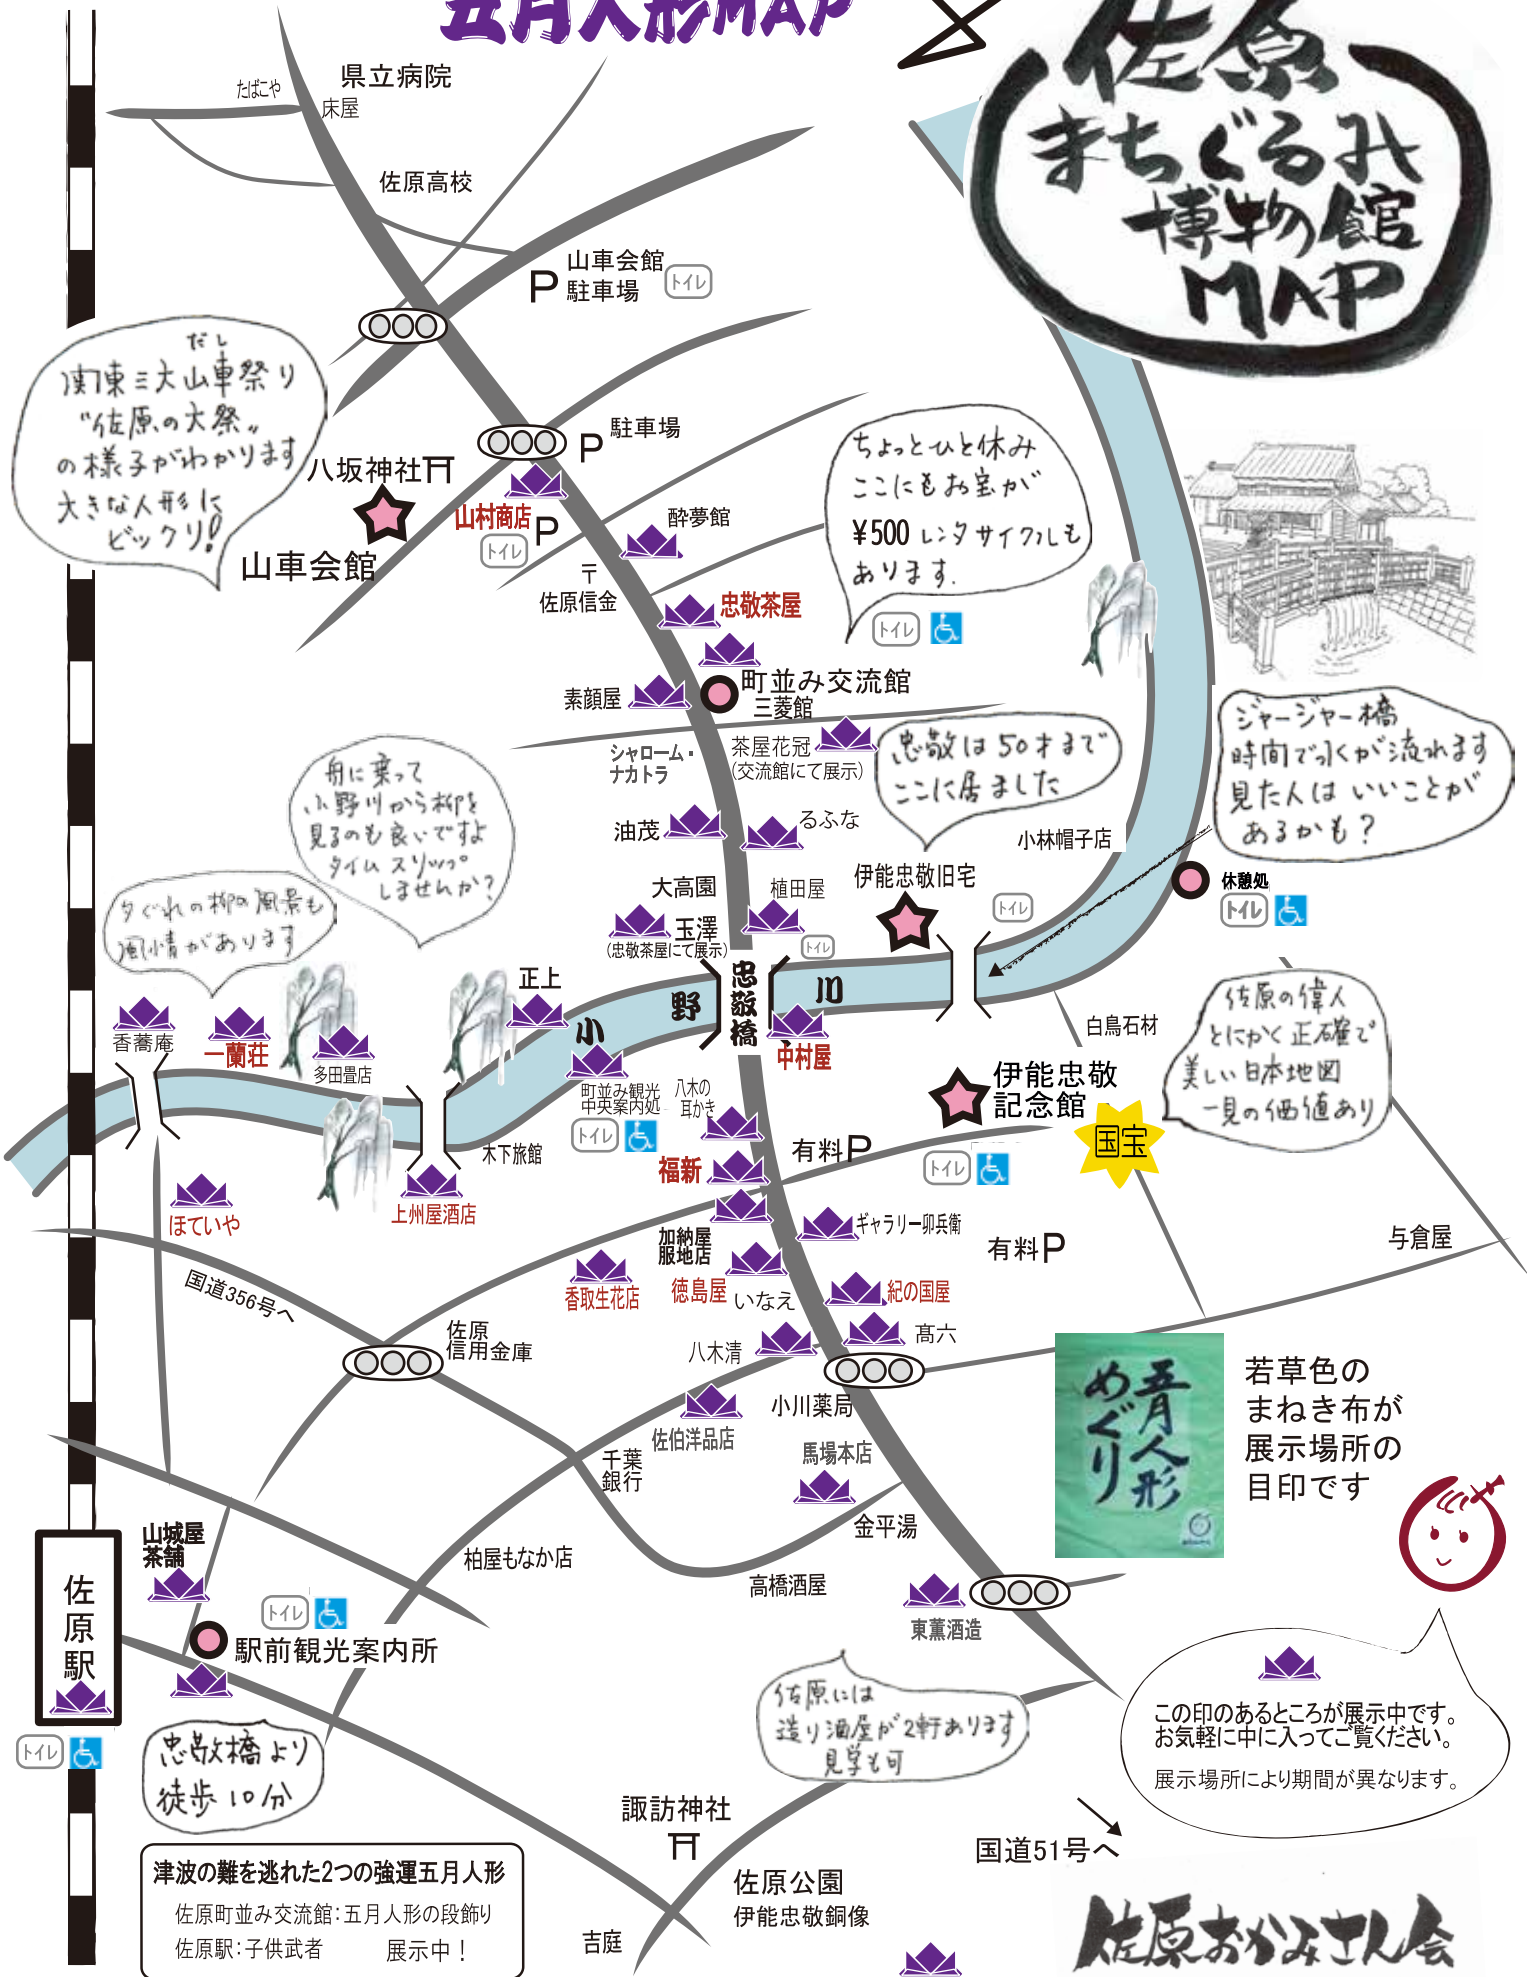 五月人形MAP
佐原
まちぐるみ
博物館
MAP
たばこや
県立病院
床屋
佐原高校
P
山車会館
駐車場
トイレ
だし
関東三大山車祭り
"佐原の大祭"
の様子がわかります
大きな人形に
ビックリ!
P
駐車場
八坂神社
山車会館
山村商店
P
トイレ
酔夢館
〒
佐原信金
ちょっとひと休み
ここにもお宝が
¥500 レンタサイクルも
あります.
トイレ
忠敬茶屋
素顔屋
町並み交流館
三菱館
シャローム・
ナカトラ
茶屋花冠
(交流館にて展示)
忠敬は50才まで
ここに居ました
ジャージャー橋
時間で水が流れます
見た人は いいことが
あるかも?
舟に乗って
小野川から柳を
見るのも良いですよ
タイムスリップ
しませんか?
油茂
るふな
小林帽子店
伊能忠敬旧宅
大高園
植田屋
玉澤
(忠敬茶屋にて展示)
トイレ
トイレ
休憩処
トイレ
夕ぐれの柳の風景も
風情があります
正上
小
野
川
忠敬橋
香蕎庵
一蘭荘
多田畳店
中村屋
白鳥石材
佐原の偉人
とにかく正確で
美しい日本地図
一見の価値あり
町並み観光
中央案内処
トイレ
八木の
耳かき
伊能忠敬
記念館
国宝
木下旅館
有料P
トイレ
福新
ほていや
上州屋酒店
加納屋
服地店
ギャラリー卯兵衛
有料P
与倉屋
国道356号へ
香取生花店
徳島屋
いなえ
紀の国屋
佐原
信用金庫
八木清
髙六
小川薬局
佐伯洋品店
千葉
銀行
馬場本店
五月人形
めぐり
若草色の
まねき布が
展示場所の
目印です
金平湯
山城屋
茶舗
柏屋もなか店
高橋酒屋
東薫酒造
佐原駅
トイレ
駅前観光案内所
トイレ
忠敬橋より
徒歩10分
佐原には
造り酒屋が2軒あります
見学も可
この印のあるところが展示中です。
お気軽に中に入ってご覧ください。
展示場所により期間が異なります。
諏訪神社
国道51号へ
津波の難を逃れた2つの強運五月人形
佐原町並み交流館:五月人形の段飾り
佐原駅:子供武者 展示中!
佐原公園
伊能忠敬銅像
吉庭
佐原おかみさん会